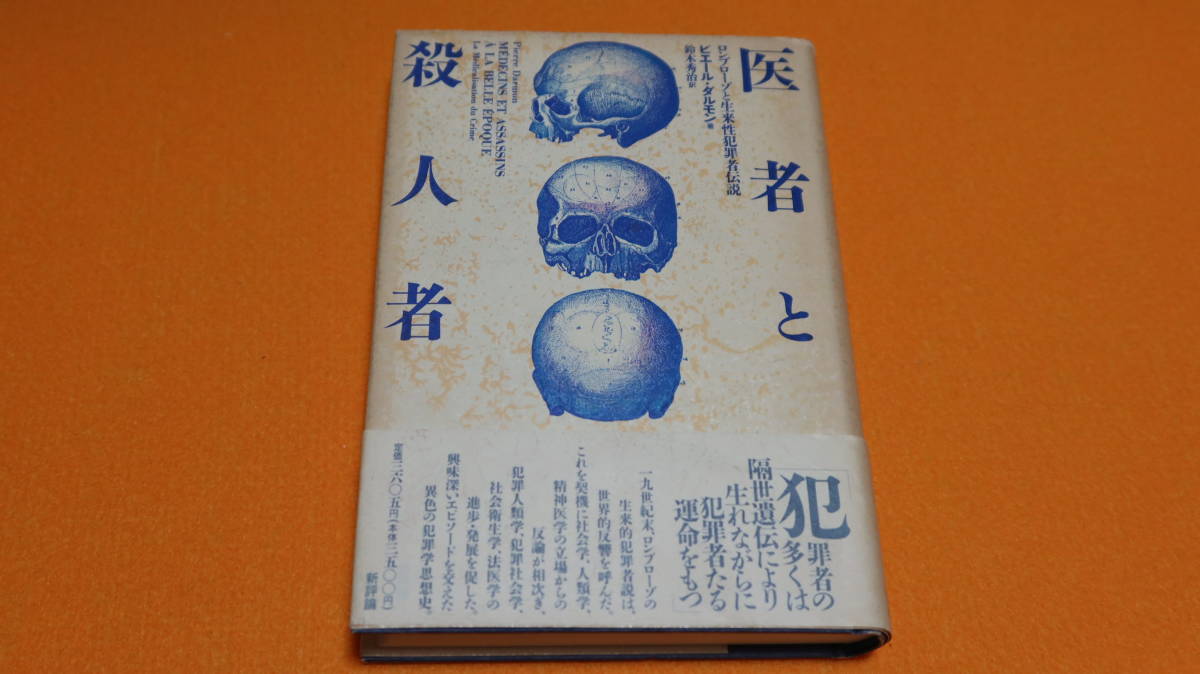 医者と
殺人者
ロンブローゾと生来性犯罪者伝説
ピエール・ダルモン 著
鈴木秀治 訳
Pierre Darmon
MÉDECINS ET ASSASSINS
A LA BELLE ÉPOQUE
La Médicalisation du Crime
「犯罪者の
多くは
隔世遺伝により
生れながらに
犯罪者たる
運命をもつ」
一九世紀末、ロンブローゾの
生来的犯罪者説は、
世界的反響を呼んだ。
これを契機に社会学、人類学、
精神医学の立場からの
反論が相次ぎ、
犯罪人類学、犯罪社会学、
社会衛生学、法医学の
進歩・発展を促した。
興味深いエピソードを交えた
異色の犯罪学思想史。
定価三六〇五円(本体三五〇〇円)
新評論